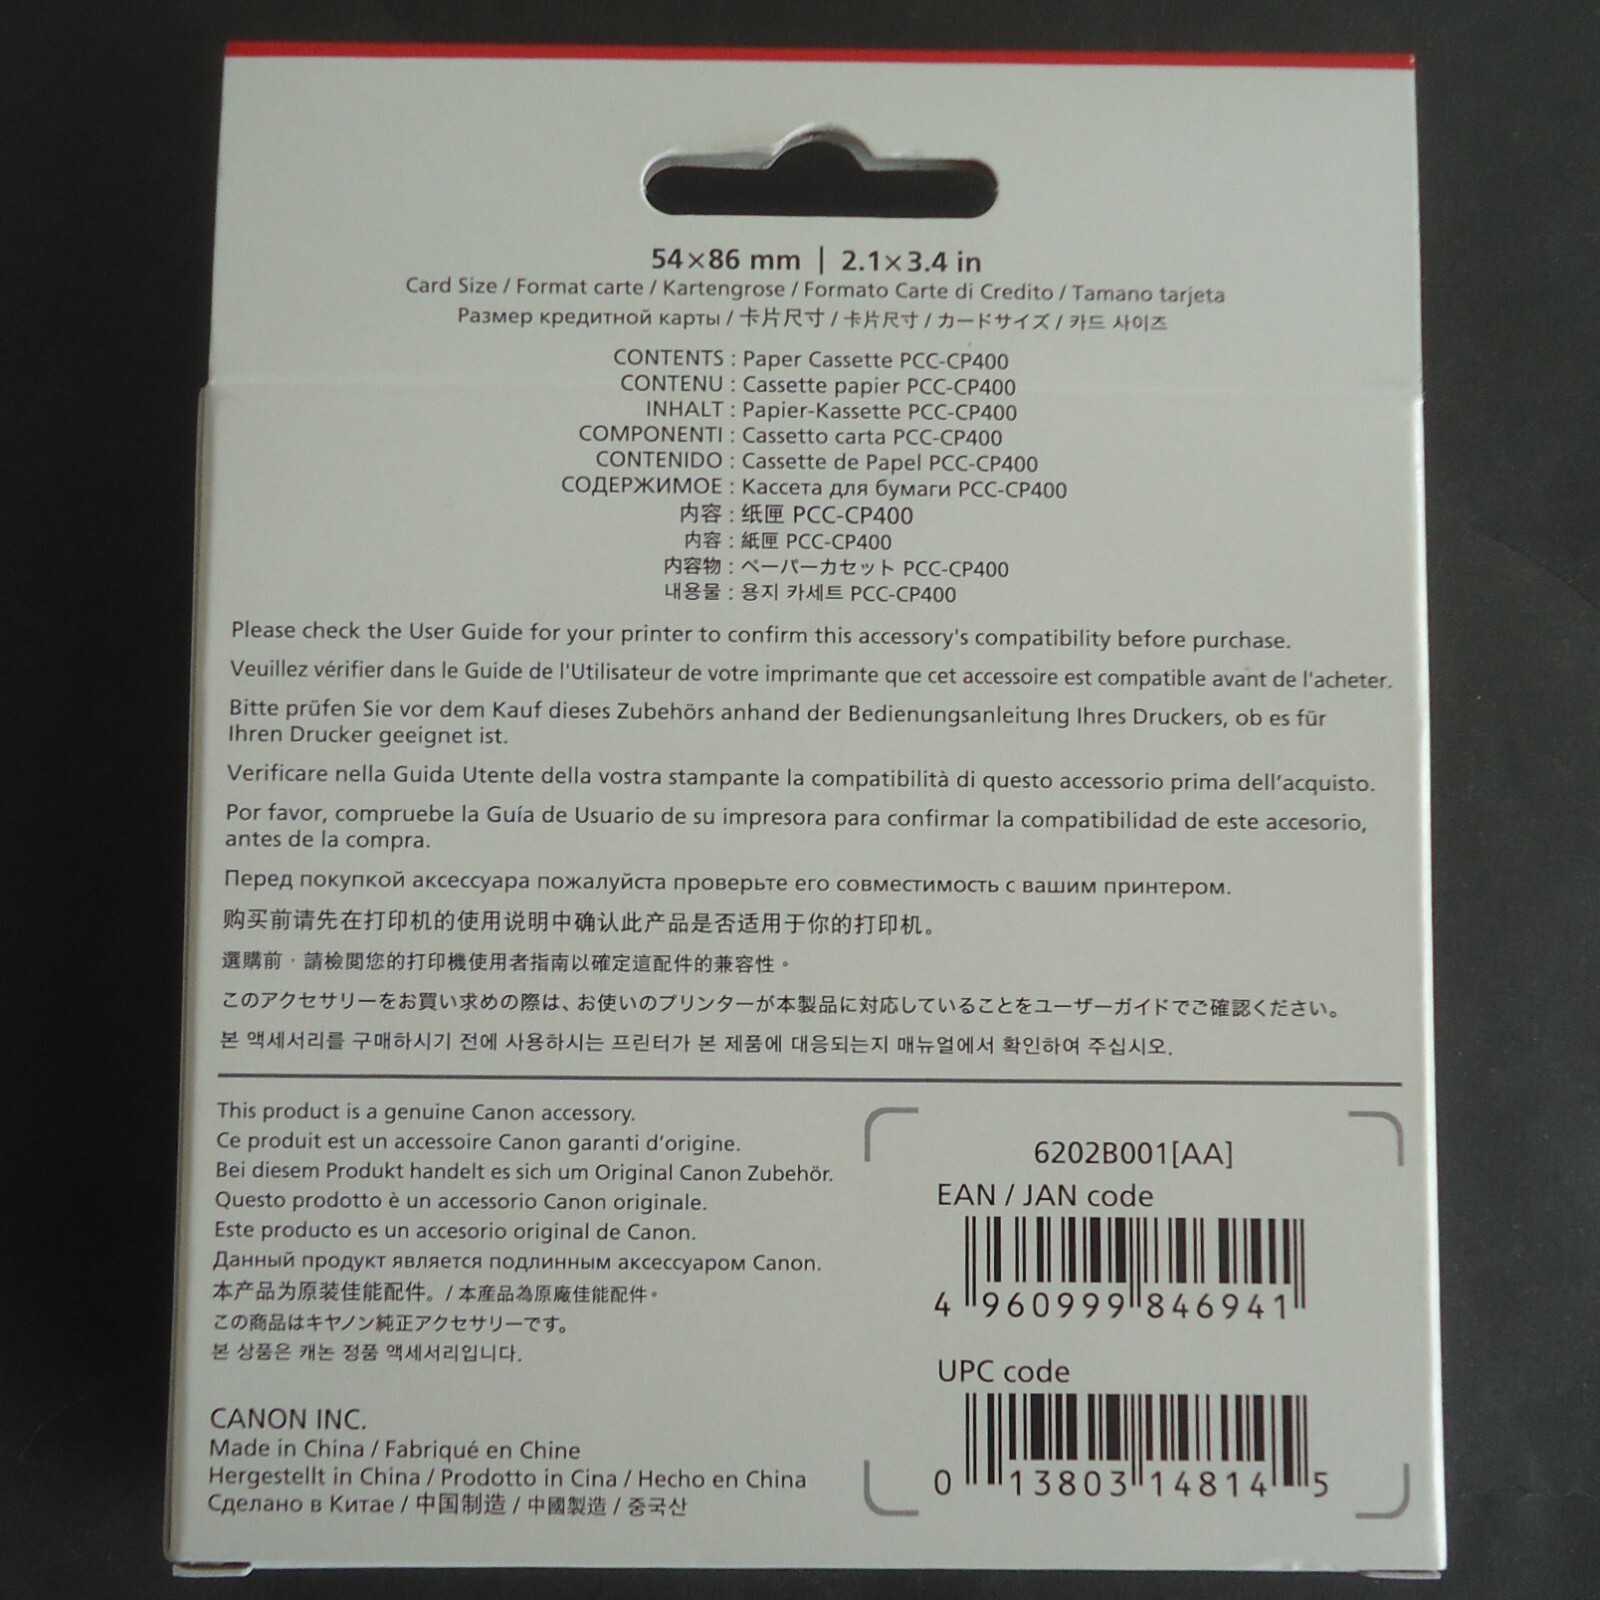 54×86 mm | 2.1×3.4 in
Card Size / Format carte / Kartengrose / Formato Carte di Credito / Tamano tarjeta
Размер кредитной карты / 卡片尺寸 / 卡片尺寸 / カードサイズ / 카드 사이즈
CONTENTS : Paper Cassette PCC-CP400
CONTENU : Cassette papier PCC-CP400
INHALT : Papier-Kassette PCC-CP400
COMPONENTI : Cassetto carta PCC-CP400
CONTENIDO : Cassette de Papel PCC-CP400
СОДЕРЖИМОЕ : Кассета для бумаги PCC-CP400
内容 : 纸匣 PCC-CP400
内容 : 紙匣 PCC-CP400
内容物 : ペーパーカセット PCC-CP400
내용물 : 용지 카세트 PCC-CP400
Please check the User Guide for your printer to confirm this accessory's compatibility before purchase.
Veuillez vérifier dans le Guide de l'Utilisateur de votre imprimante que cet accessoire est compatible avant de l'acheter.
Bitte prüfen Sie vor dem Kauf dieses Zubehörs anhand der Bedienungsanleitung Ihres Druckers, ob es für
Ihren Drucker geeignet ist.
Verificare nella Guida Utente della vostra stampante la compatibilità di questo accessorio prima dell’acquisto.
Por favor, compruebe la Guía de Usuario de su impresora para confirmar la compatibilidad de este accesorio,
antes de la compra.
Перед покупкой аксессуара пожалуйста проверьте его совместимость с вашим принтером.
购买前请先在打印机的使用说明中确认此产品是否适用于你的打印机。
選購前，請檢閱您的打印機使用者指南以確定這配件的兼容性。
このアクセサリーをお買い求めの際は、お使いのプリンターが本製品に対応していることをユーザーガイドでご確認ください。
본 액세서리를 구매하시기 전에 사용하시는 프린터가 본 제품에 대응되는지 매뉴얼에서 확인하여 주십시오.
This product is a genuine Canon accessory.
Ce produit est un accessoire Canon garanti d’origine.
Bei diesem Produkt handelt es sich um Original Canon Zubehör.
Questo prodotto è un accessorio Canon originale.
Este producto es un accesorio original de Canon.
Данный продукт является подлинным аксессуаром Canon.
本产品为原装佳能配件。/ 本產品為原廠佳能配件。
この商品はキヤノン純正アクセサリーです。
본 상품은 캐논 정품 액세서리입니다.
CANON INC.
Made in China / Fabriqué en Chine
Hergestellt in China / Prodotto in Cina / Hecho en China
Сделано в Китае / 中国制造 / 中國製造 / 중국산
6202B001[AA]
EAN / JAN code
4 960999 846941
UPC code
0 13803 14814 5